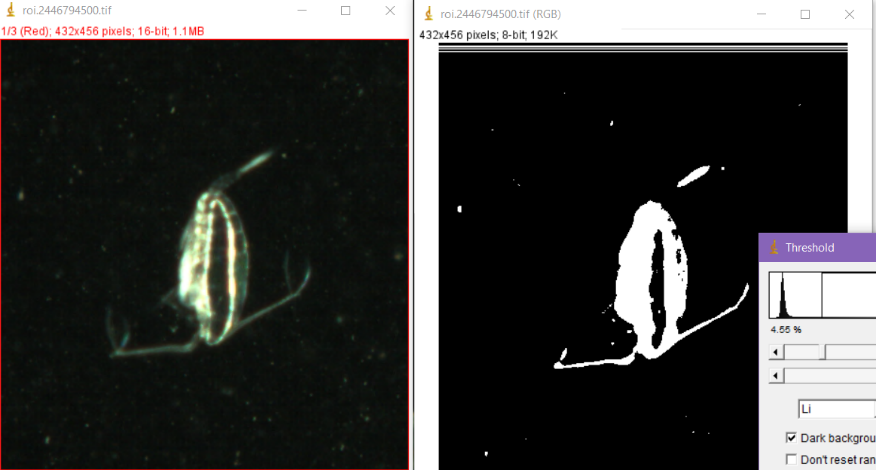 roi.2446794500.tif
1/3 (Red); 432x456 pixels; 16-bit; 1.1MB
roi.2446794500.tif (RGB)
432x456 pixels; 8-bit; 192K
Threshold
4.55 %
Li
Dark backgrou
Don't reset ran